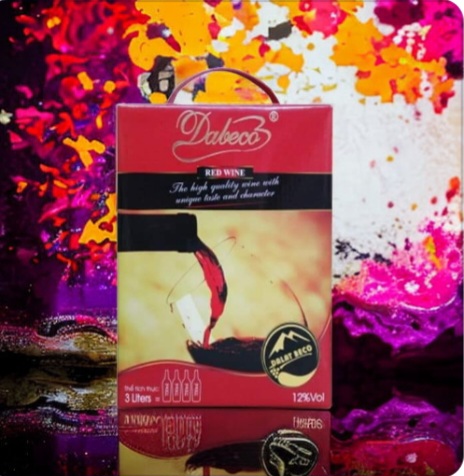 Dabeco®
RED WINE
The high quality wine with
unique taste and character
DALAT BECO
thể tích thực:
3 Liters =
12%Vol